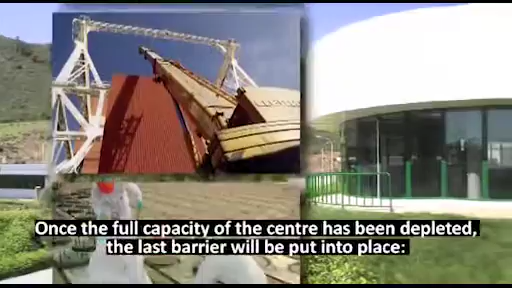 Once the full capacity of the centre has been depleted,
the last barrier will be put into place: